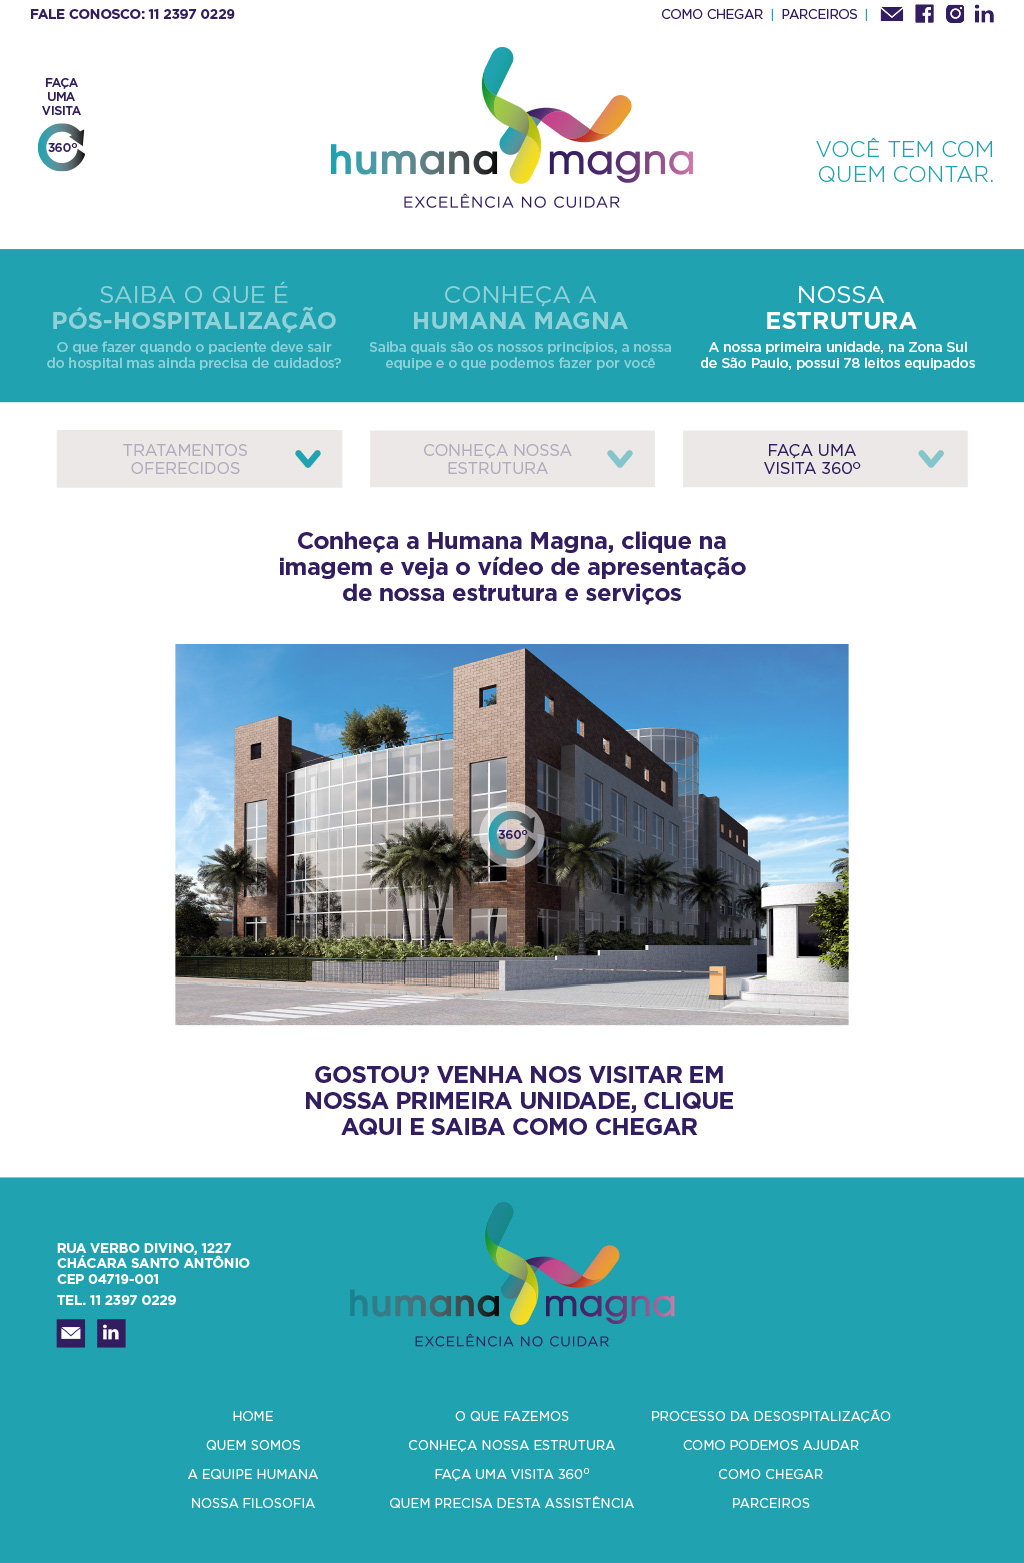 FALE CONOSCO: 11 2397 0229
COMO CHEGAR | PARCEIROS |
FAÇA
UMA
VISITA
360º
humana magna
EXCELÊNCIA NO CUIDAR
VOCÊ TEM COM
QUEM CONTAR.
SAIBA O QUE É
PÓS-HOSPITALIZAÇÃO
O que fazer quando o paciente deve sair
do hospital mas ainda precisa de cuidados?
CONHEÇA A
HUMANA MAGNA
Saiba quais são os nossos princípios, a nossa
equipe e o que podemos fazer por você
NOSSA
ESTRUTURA
A nossa primeira unidade, na Zona Sul
de São Paulo, possui 78 leitos equipados
TRATAMENTOS
OFERECIDOS
CONHEÇA NOSSA
ESTRUTURA
FAÇA UMA
VISITA 360º
Conheça a Humana Magna, clique na
imagem e veja o vídeo de apresentação
de nossa estrutura e serviços
360º
GOSTOU? VENHA NOS VISITAR EM
NOSSA PRIMEIRA UNIDADE, CLIQUE
AQUI E SAIBA COMO CHEGAR
RUA VERBO DIVINO, 1227
CHÁCARA SANTO ANTÔNIO
CEP 04719-001
TEL. 11 2397 0229
humana magna
EXCELÊNCIA NO CUIDAR
HOME
QUEM SOMOS
A EQUIPE HUMANA
NOSSA FILOSOFIA
O QUE FAZEMOS
CONHEÇA NOSSA ESTRUTURA
FAÇA UMA VISITA 360º
QUEM PRECISA DESTA ASSISTÊNCIA
PROCESSO DA DESOSPITALIZAÇÃO
COMO PODEMOS AJUDAR
COMO CHEGAR
PARCEIROS